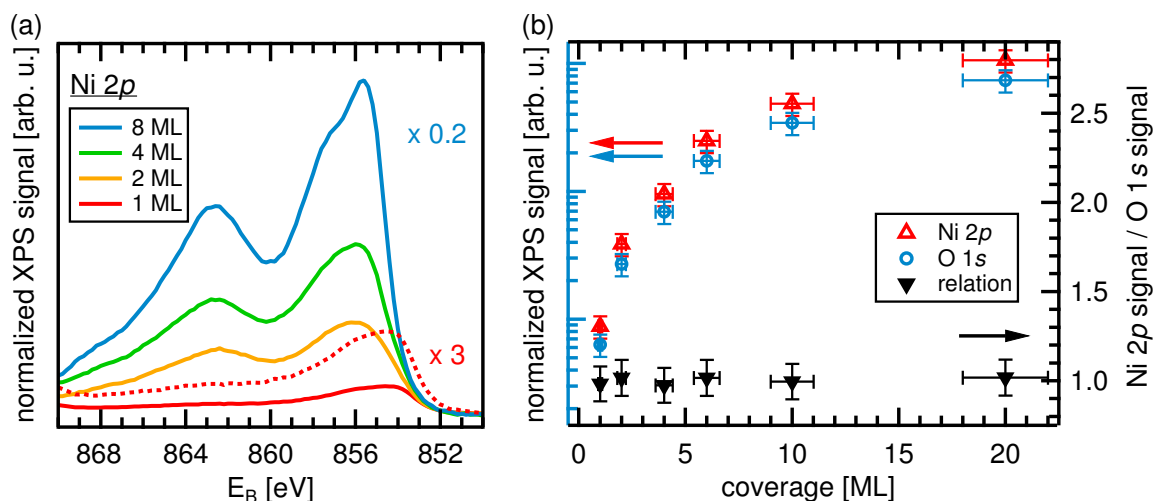 (a)
normalized XPS signal [arb. u.]
Ni 2p
8 ML
4 ML
2 ML
1 ML
x 0.2
x 3
868 864 860 856 852
E_B [eV]
(b)
normalized XPS signal [arb. u.]
Ni 2p
O 1s
relation
2.5
2.0
1.5
1.0
Ni 2p signal / O 1s signal
0 5 10 15 20
coverage [ML]